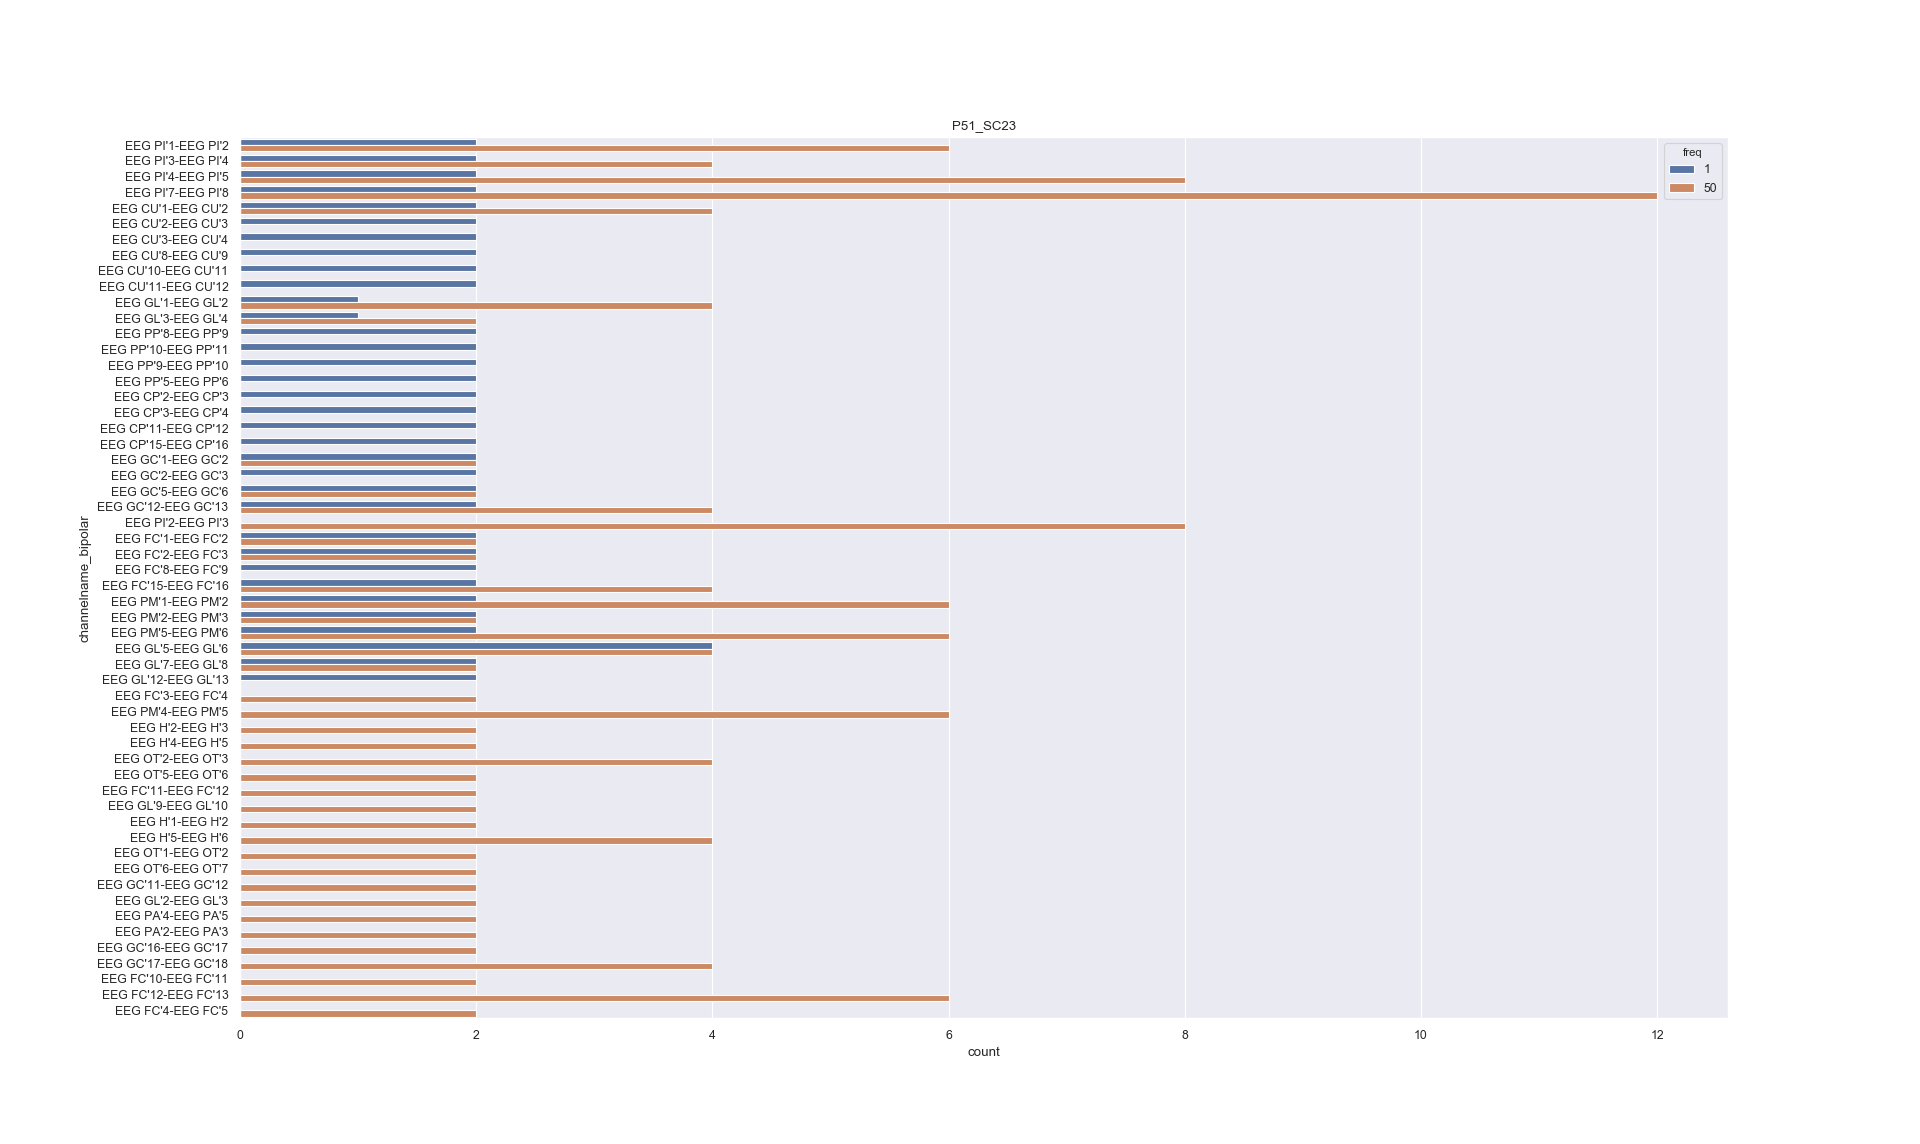 P51_SC23
EEG PI'1-EEG PI'2
EEG PI'3-EEG PI'4
EEG PI'4-EEG PI'5
EEG PI'7-EEG PI'8
EEG CU'1-EEG CU'2
EEG CU'2-EEG CU'3
EEG CU'3-EEG CU'4
EEG CU'8-EEG CU'9
EEG CU'10-EEG CU'11
EEG CU'11-EEG CU'12
EEG GL'1-EEG GL'2
EEG GL'3-EEG GL'4
EEG PP'8-EEG PP'9
EEG PP'10-EEG PP'11
EEG PP'9-EEG PP'10
EEG PP'5-EEG PP'6
EEG CP'2-EEG CP'3
EEG CP'3-EEG CP'4
EEG CP'11-EEG CP'12
EEG CP'15-EEG CP'16
EEG GC'1-EEG GC'2
EEG GC'2-EEG GC'3
EEG GC'5-EEG GC'6
EEG GC'12-EEG GC'13
EEG PI'2-EEG PI'3
EEG FC'1-EEG FC'2
EEG FC'2-EEG FC'3
EEG FC'8-EEG FC'9
EEG FC'15-EEG FC'16
EEG PM'1-EEG PM'2
EEG PM'2-EEG PM'3
EEG PM'5-EEG PM'6
EEG GL'5-EEG GL'6
EEG GL'7-EEG GL'8
EEG GL'12-EEG GL'13
EEG FC'3-EEG FC'4
EEG PM'4-EEG PM'5
EEG H'2-EEG H'3
EEG H'4-EEG H'5
EEG OT'2-EEG OT'3
EEG OT'5-EEG OT'6
EEG FC'11-EEG FC'12
EEG GL'9-EEG GL'10
EEG H'1-EEG H'2
EEG H'5-EEG H'6
EEG OT'1-EEG OT'2
EEG OT'6-EEG OT'7
EEG GC'11-EEG GC'12
EEG GL'2-EEG GL'3
EEG PA'4-EEG PA'5
EEG PA'2-EEG PA'3
EEG GC'16-EEG GC'17
EEG GC'17-EEG GC'18
EEG FC'10-EEG FC'11
EEG FC'12-EEG FC'13
EEG FC'4-EEG FC'5
channelname_bipolar
0 2 4 6 8 10 12
count
freq
1
50